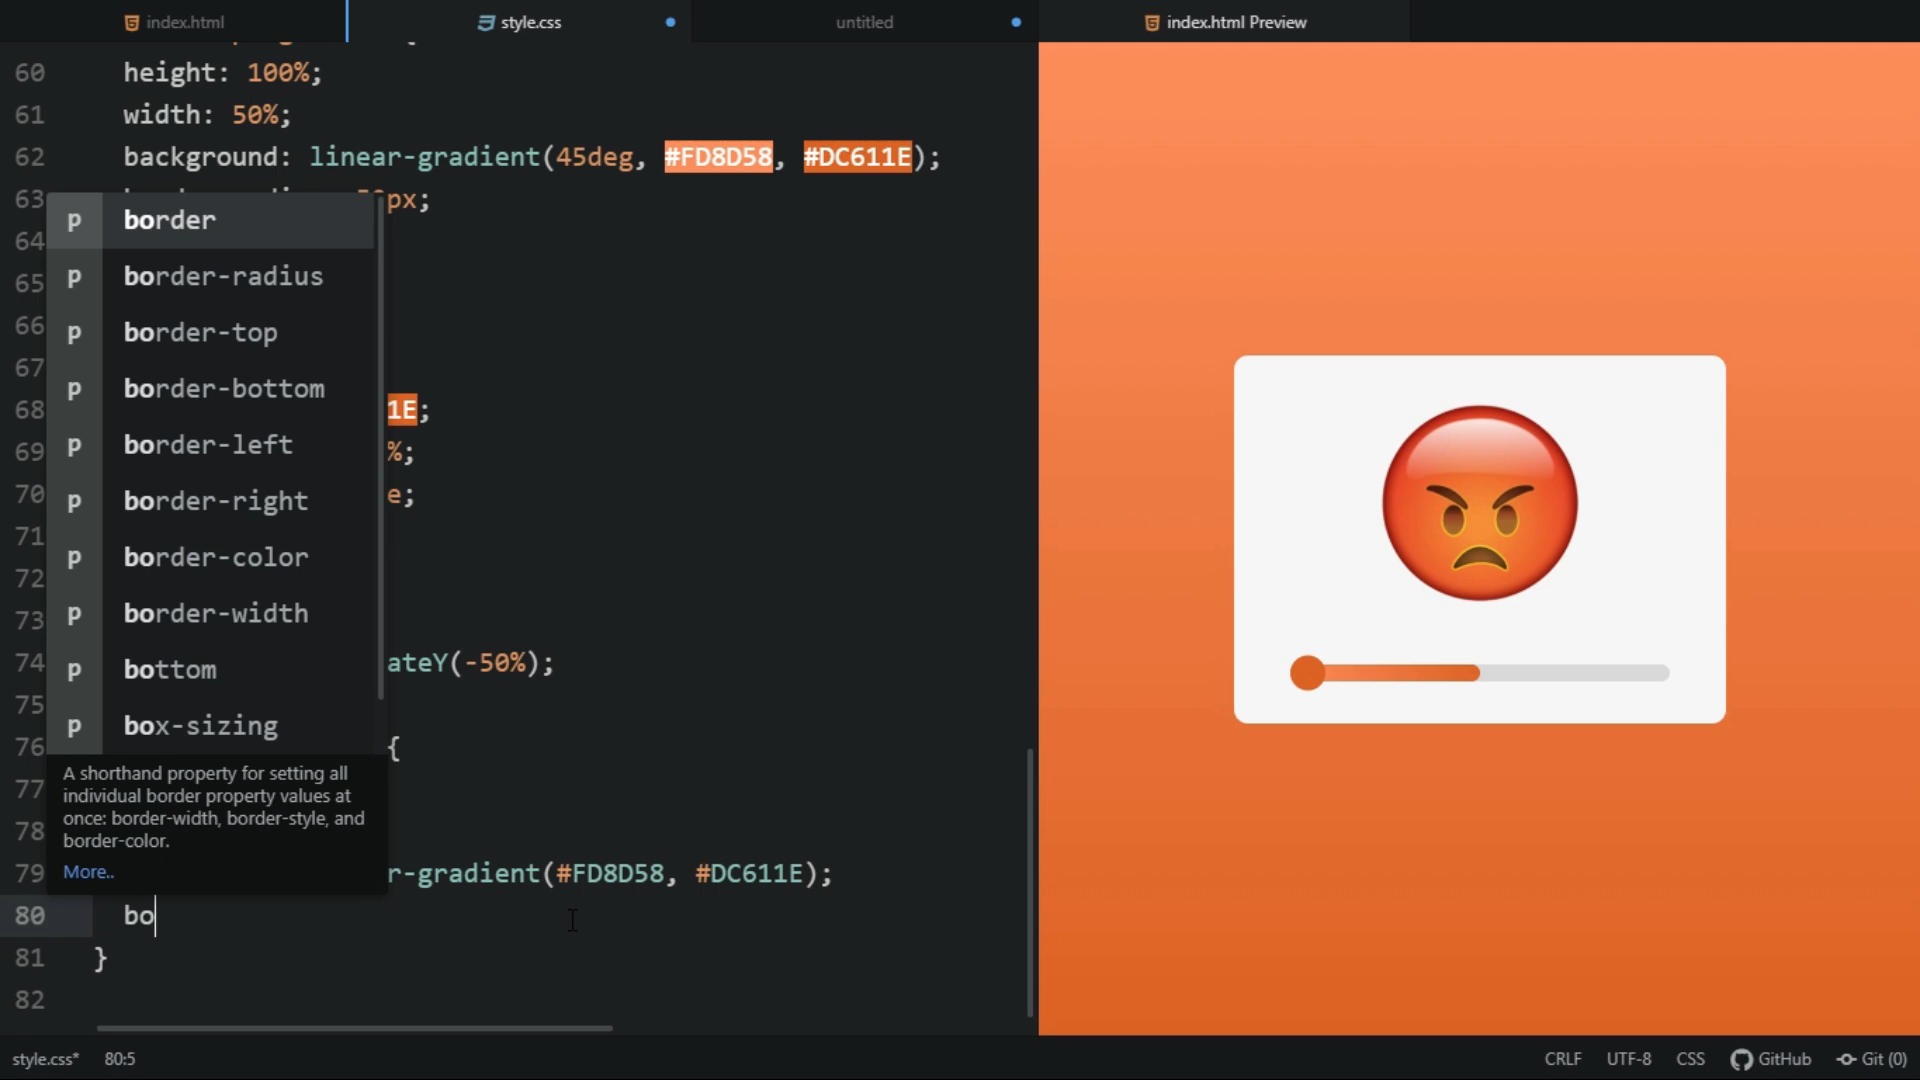 index.html
style.css
untitled
index.html Preview
60 height: 100%;
61 width: 50%;
62 background: linear-gradient(45deg, #FD8D58, #DC611E);
63 px;
64
65
66
67
68 1E;
69 %;
70 e;
71
72
73
74 ateY(-50%);
75
76 {
77
78
79 r-gradient(#FD8D58, #DC611E);
80 bo
81 }
82
p border
p border-radius
p border-top
p border-bottom
p border-left
p border-right
p border-color
p border-width
p bottom
p box-sizing
A shorthand property for setting all
individual border property values at
once: border-width, border-style, and
border-color.
More..
style.css* 80:5
CRLF UTF-8 CSS GitHub Git (0)